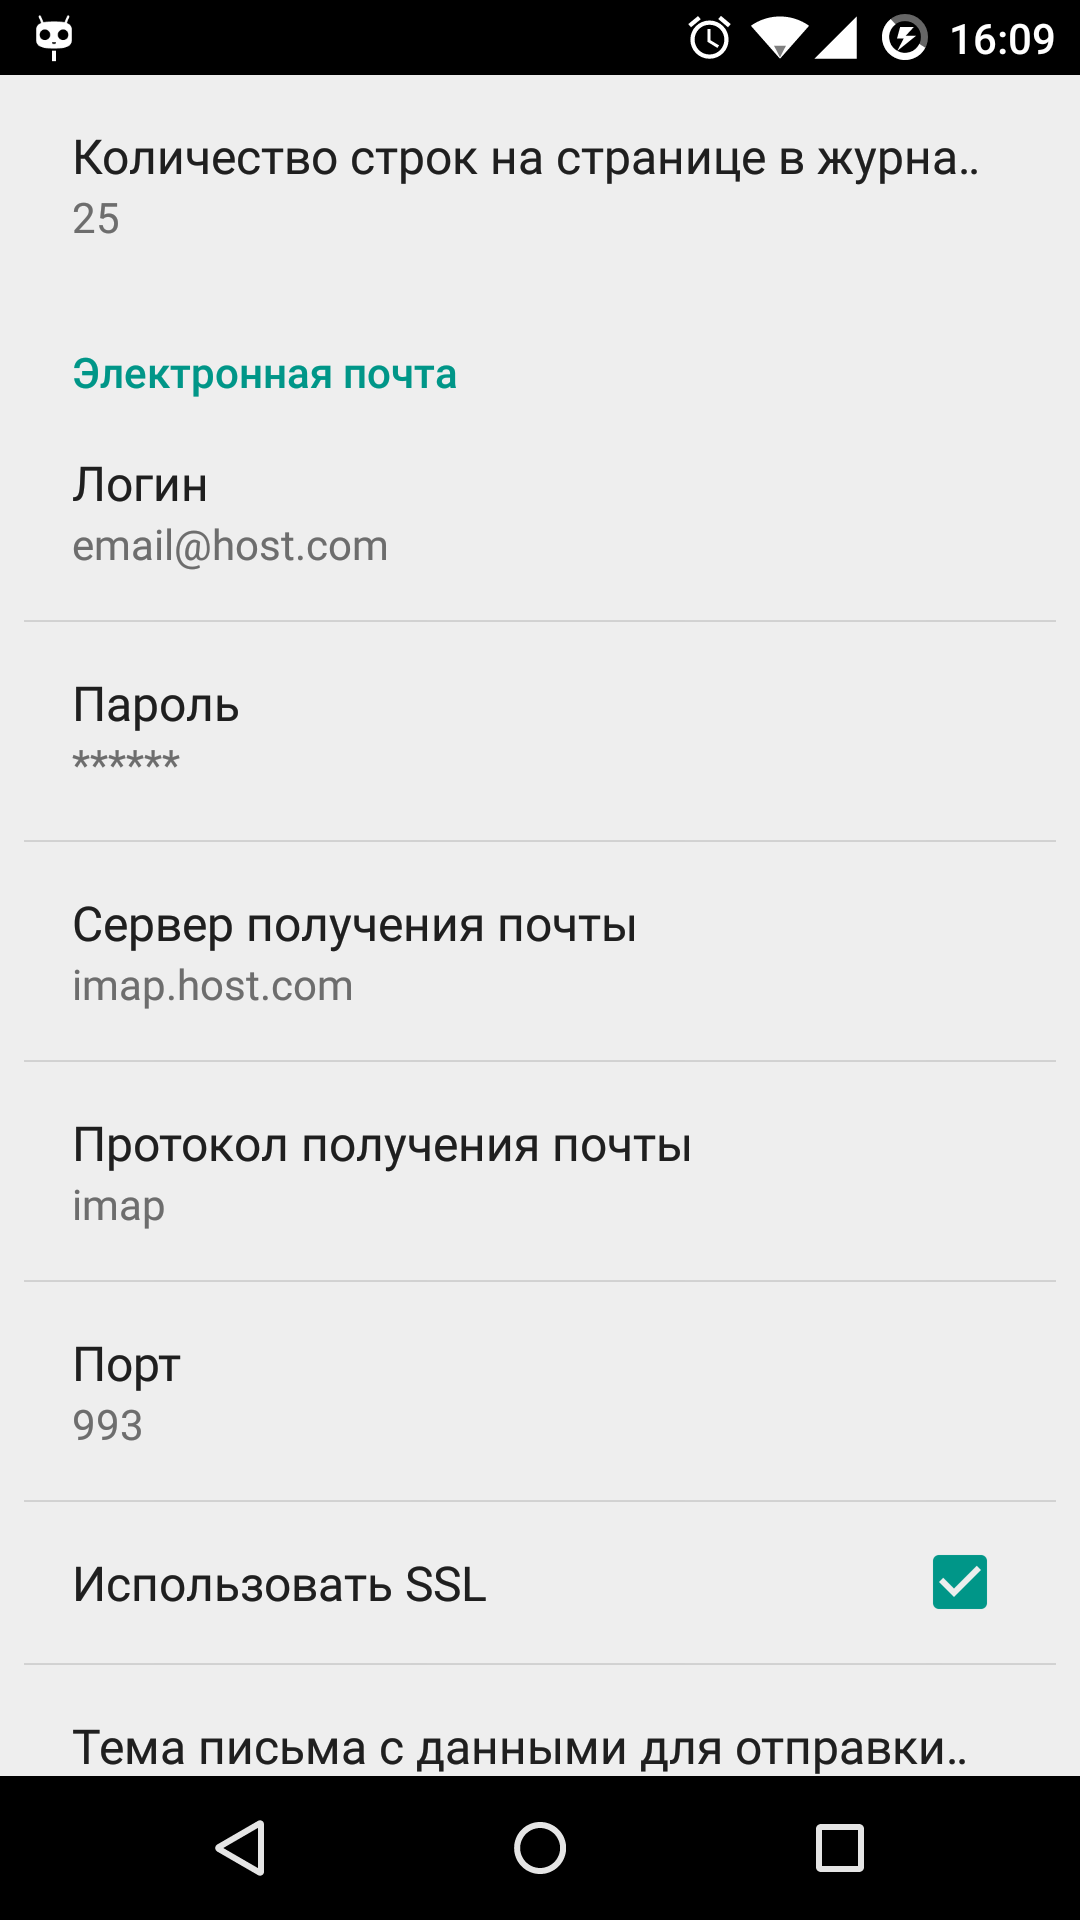 16:09
Количество строк на странице в журна..
25
Электронная почта
Логин
email@host.com
Пароль
******
Сервер получения почты
imap.host.com
Протокол получения почты
imap
Порт
993
Использовать SSL
Тема письма с данными для отправки..